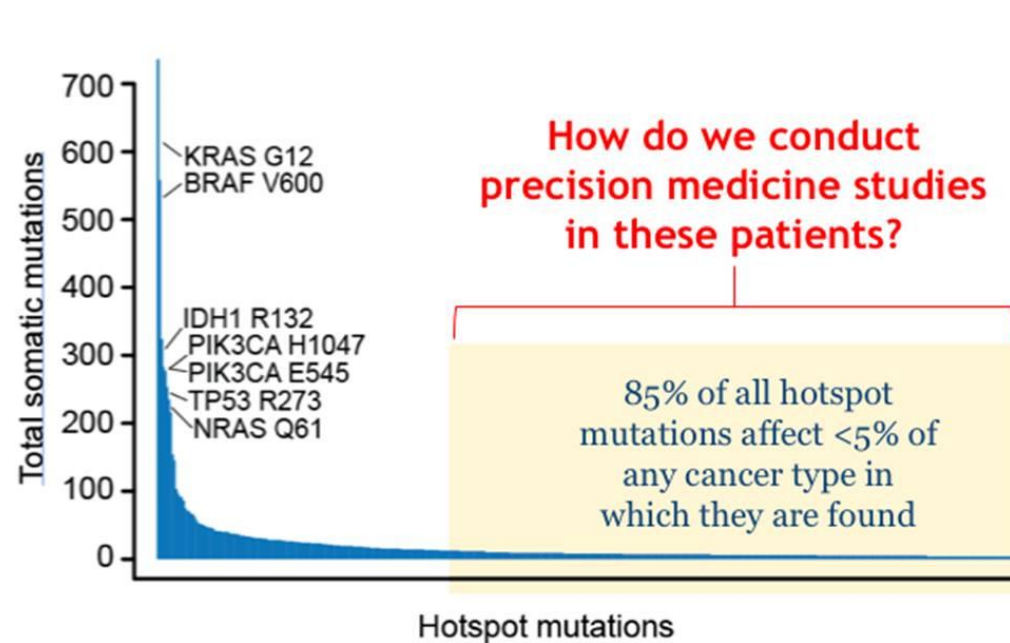 700
600
500
400
300
200
100
0
Total somatic mutations
KRAS G12
BRAF V600
IDH1 R132
PIK3CA H1047
PIK3CA E545
TP53 R273
NRAS Q61
How do we conduct
precision medicine studies
in these patients?
85% of all hotspot
mutations affect <5% of
any cancer type in
which they are found
Hotspot mutations